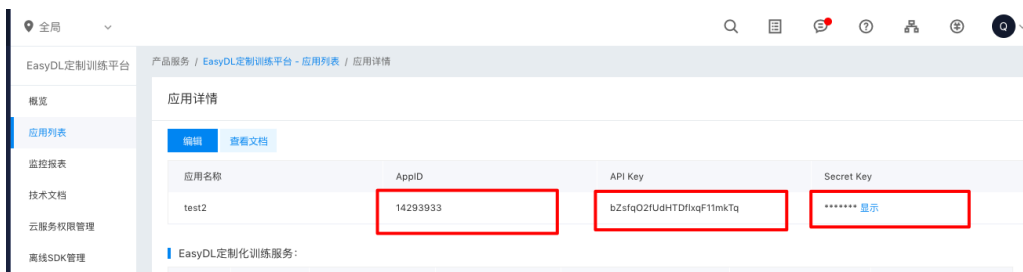 全局
Q
EasyDL定制训练平台
产品服务 / EasyDL定制训练平台 - 应用列表 / 应用详情
概览
应用列表
监控报表
技术文档
云服务权限管理
离线SDK管理
应用详情
编辑 查看文档
应用名称 AppID API Key Secret Key
test2 14293933 bZsfqO2fUdHTDfIxqF11mkTq ******* 显示
EasyDL定制化训练服务：